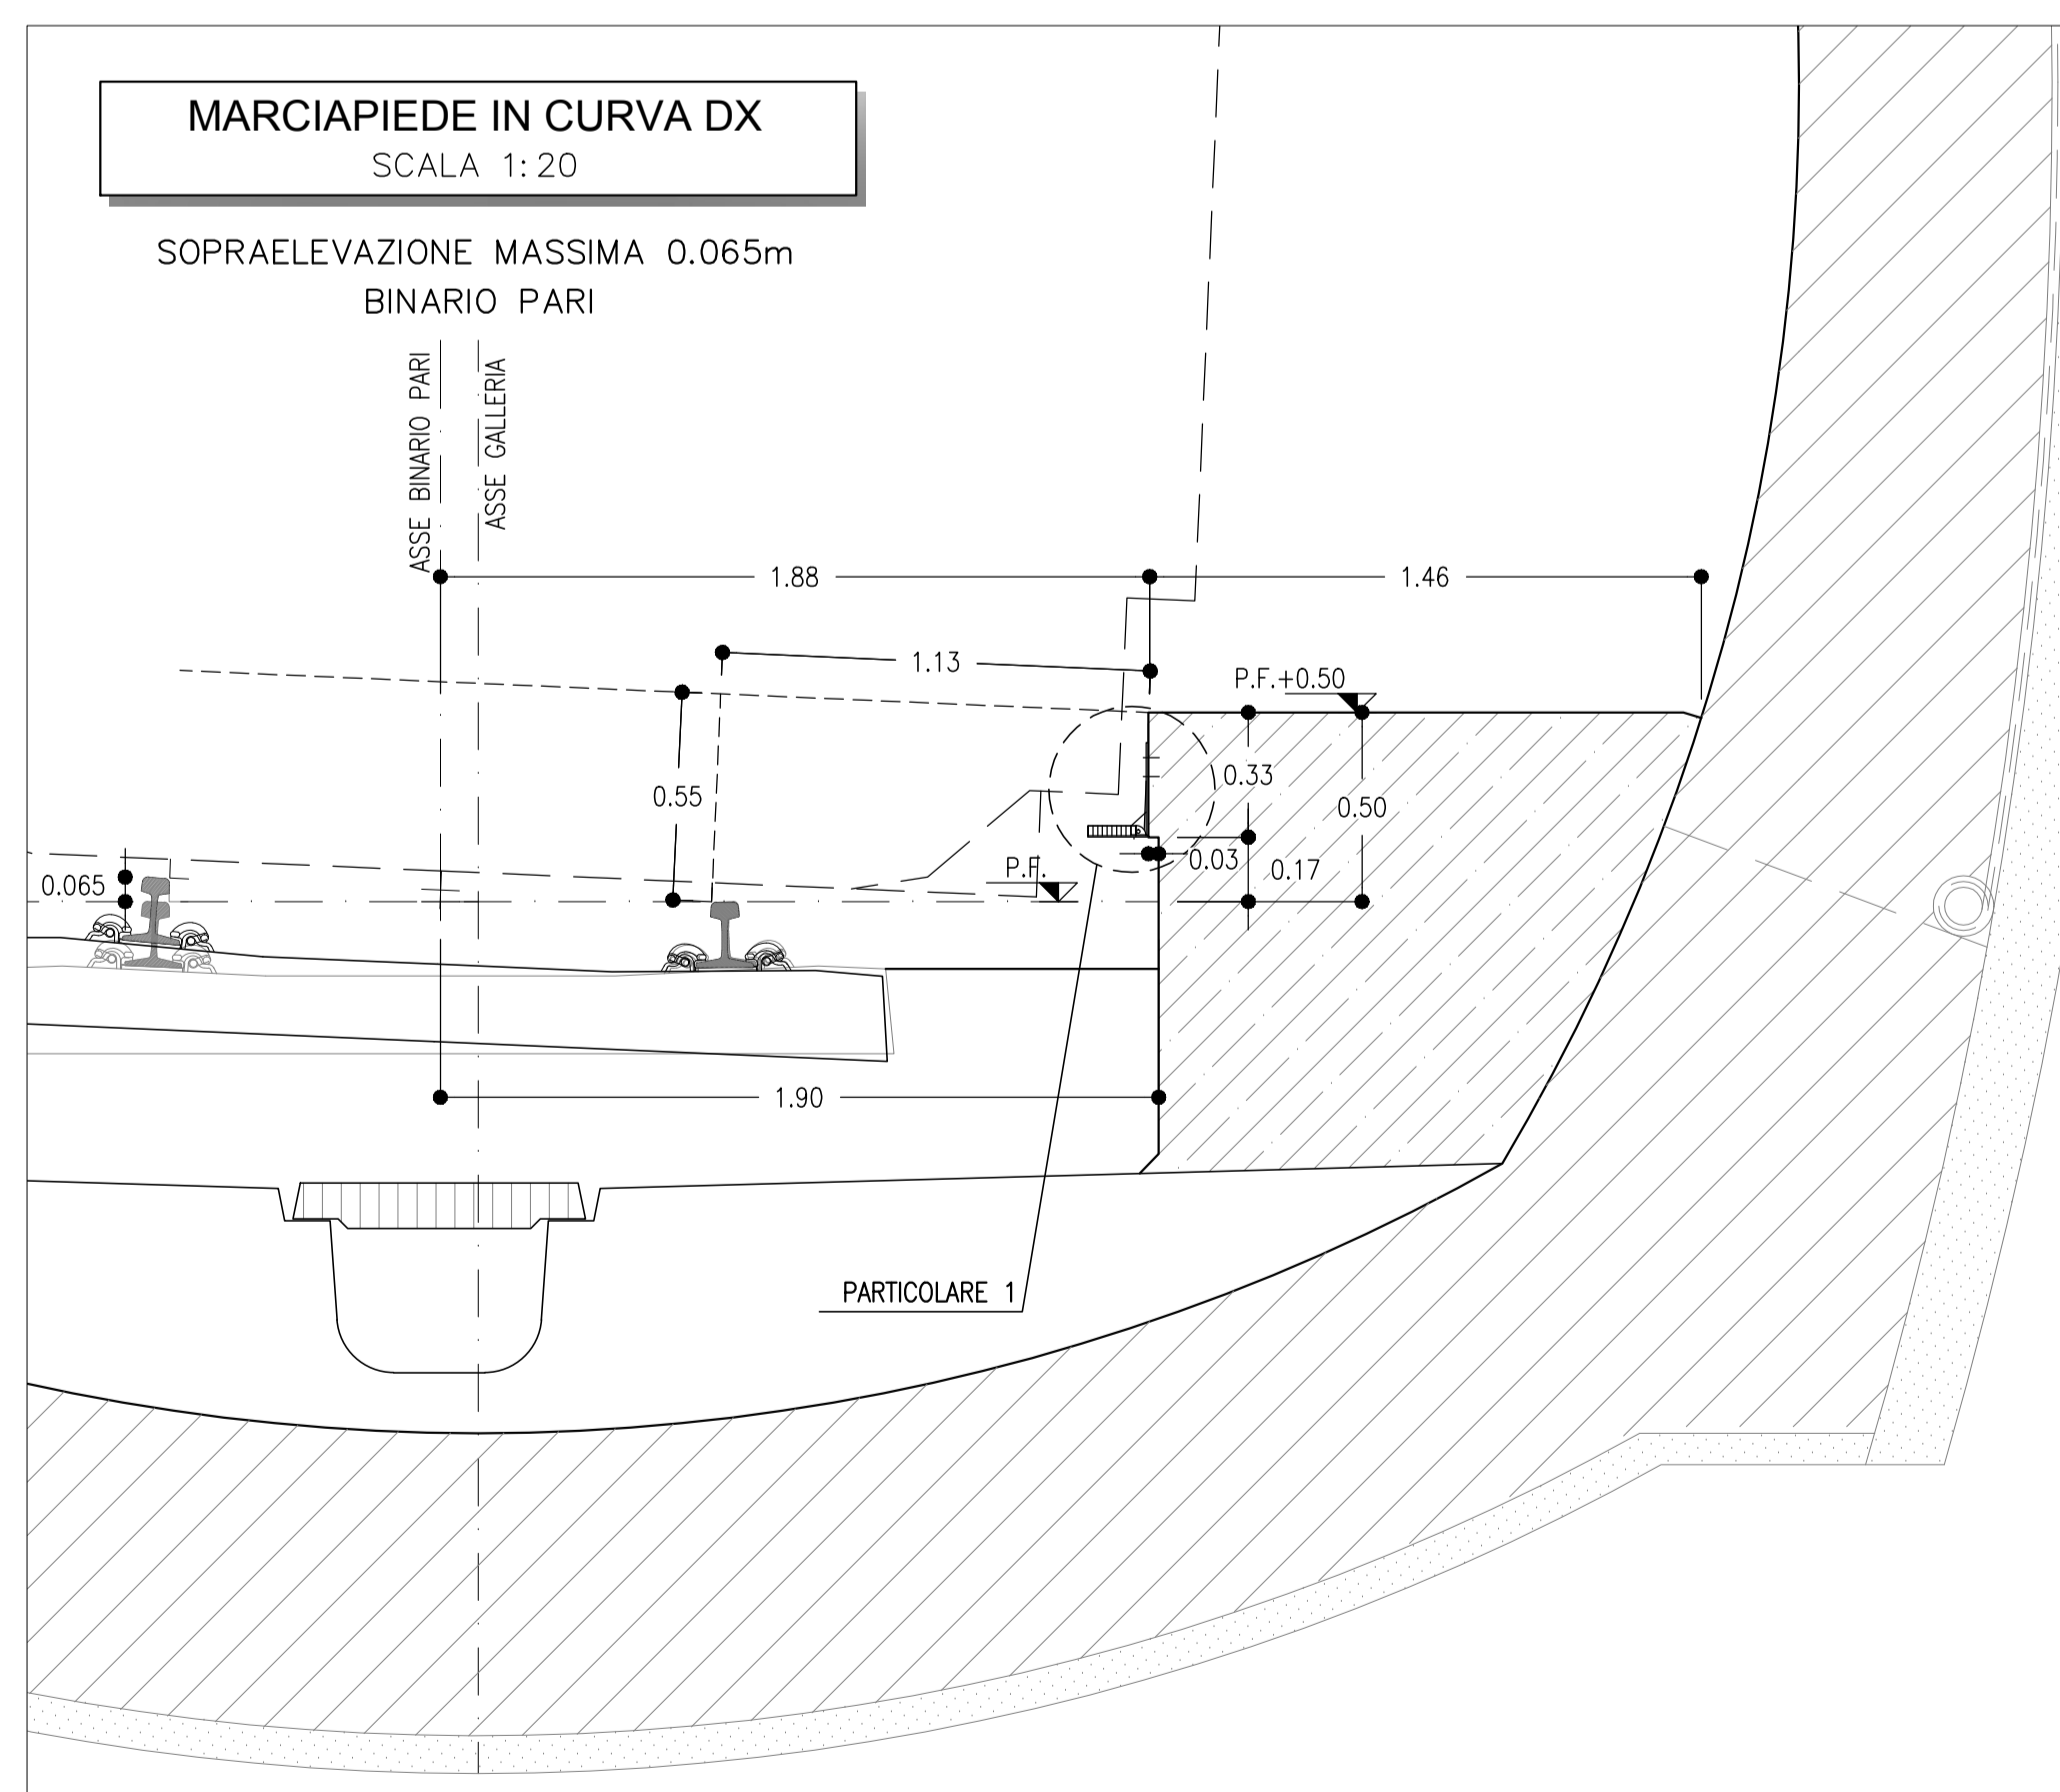 MARCIAPIEDE IN CURVA DX
SCALA 1:20
SOPRAELEVAZIONE MASSIMA 0.065m
BINARIO PARI
ASSE BINARIO PARI
ASSE GALLERIA
1.88
1.46
1.13
P.F.+0.50
0.55
0.33
0.50
0.065
P.F.
0.03
0.17
1.90
PARTICOLARE 1